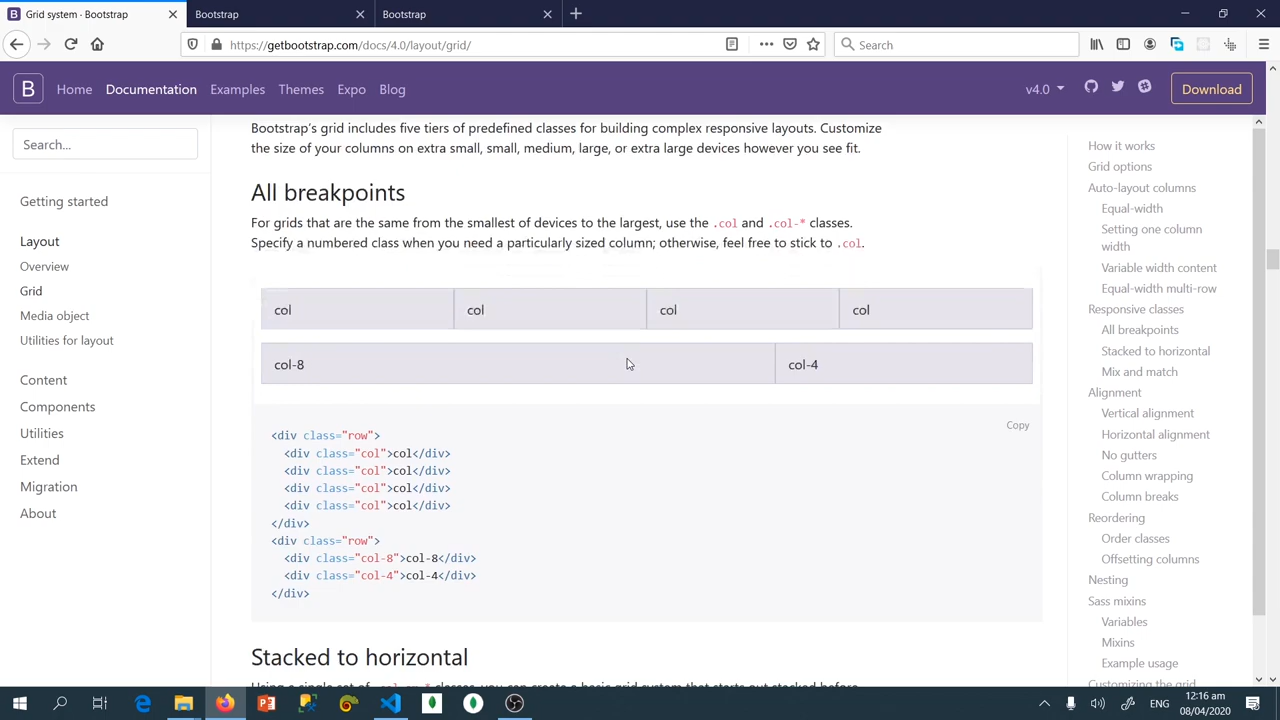 Grid system · Bootstrap
Bootstrap
Bootstrap
https://getbootstrap.com/docs/4.0/layout/grid/
Search
B
Home
Documentation
Examples
Themes
Expo
Blog
v4.0
Download
Search...
Getting started
Layout
Overview
Grid
Media object
Utilities for layout
Content
Components
Utilities
Extend
Migration
About
Bootstrap's grid includes five tiers of predefined classes for building complex responsive layouts. Customize
the size of your columns on extra small, small, medium, large, or extra large devices however you see fit.
All breakpoints
For grids that are the same from the smallest of devices to the largest, use the .col and .col-* classes.
Specify a numbered class when you need a particularly sized column; otherwise, feel free to stick to .col.
col col col col
col-8 col-4
Copy
<div class="row">
<div class="col">col</div>
<div class="col">col</div>
<div class="col">col</div>
<div class="col">col</div>
</div>
<div class="row">
<div class="col-8">col-8</div>
<div class="col-4">col-4</div>
</div>
Stacked to horizontal
How it works
Grid options
Auto-layout columns
Equal-width
Setting one column
width
Variable width content
Equal-width multi-row
Responsive classes
All breakpoints
Stacked to horizontal
Mix and match
Alignment
Vertical alignment
Horizontal alignment
No gutters
Column wrapping
Column breaks
Reordering
Order classes
Offsetting columns
Nesting
Sass mixins
Variables
Mixins
Example usage
Customizing the grid
ENG
12:16 am
08/04/2020